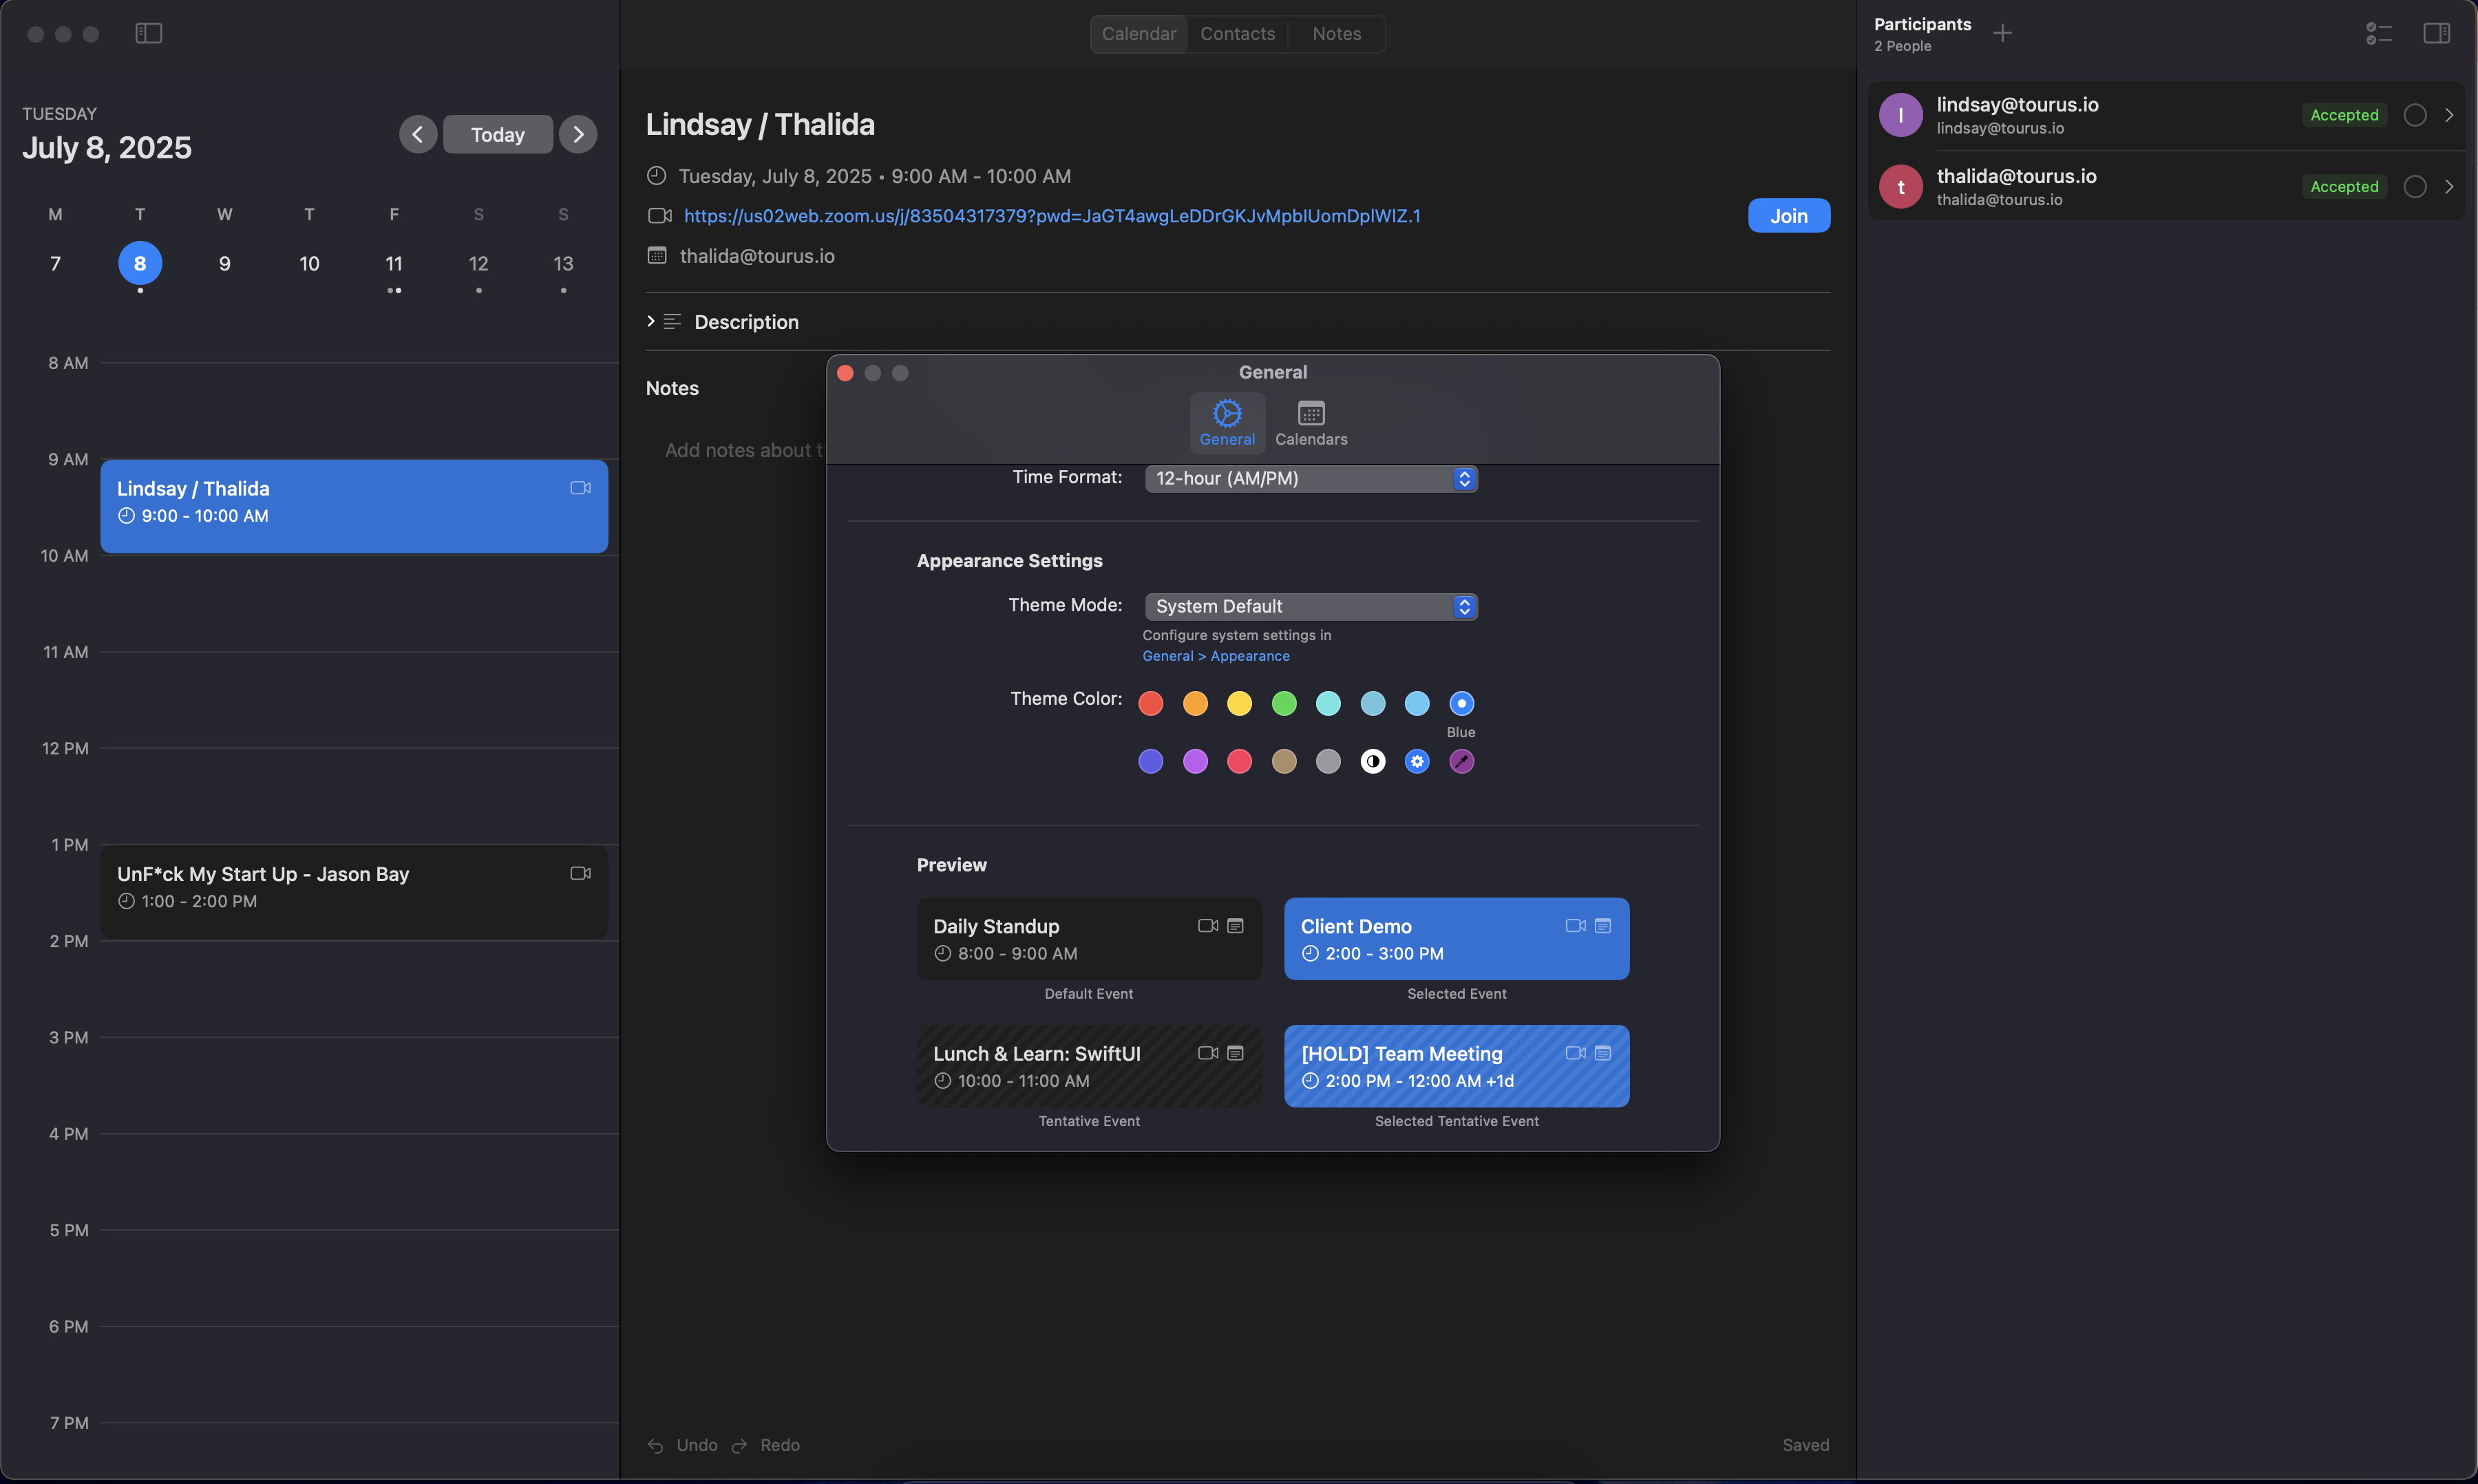 TUESDAY
July 8, 2025
Today
M T W T F S S
7 8 9 10 11 12 13
8 AM
9 AM
Lindsay / Thalida
9:00 - 10:00 AM
10 AM
11 AM
12 PM
1 PM
UnF*ck My Start Up - Jason Bay
1:00 - 2:00 PM
2 PM
3 PM
4 PM
5 PM
6 PM
7 PM
Calendar Contacts Notes
Lindsay / Thalida
Tuesday, July 8, 2025 • 9:00 AM - 10:00 AM
https://us02web.zoom.us/j/83504317379?pwd=JaGT4awgLeDDrGKJvMpbIUomDplWIZ.1
Join
thalida@tourus.io
Description
Notes
Add notes about t
General
General Calendars
Time Format: 12-hour (AM/PM)
Appearance Settings
Theme Mode: System Default
Configure system settings in
General > Appearance
Theme Color:
Blue
Preview
Daily Standup
8:00 - 9:00 AM
Default Event
Client Demo
2:00 - 3:00 PM
Selected Event
Lunch & Learn: SwiftUI
10:00 - 11:00 AM
Tentative Event
[HOLD] Team Meeting
2:00 PM - 12:00 AM +1d
Selected Tentative Event
Undo Redo
Saved
Participants
2 People
l
lindsay@tourus.io
lindsay@tourus.io
Accepted
t
thalida@tourus.io
thalida@tourus.io
Accepted